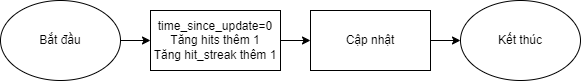 Bắt đầu
time_since_update=0
Tăng hits thêm 1
Tăng hit_streak thêm 1
Cập nhật
Kết thúc